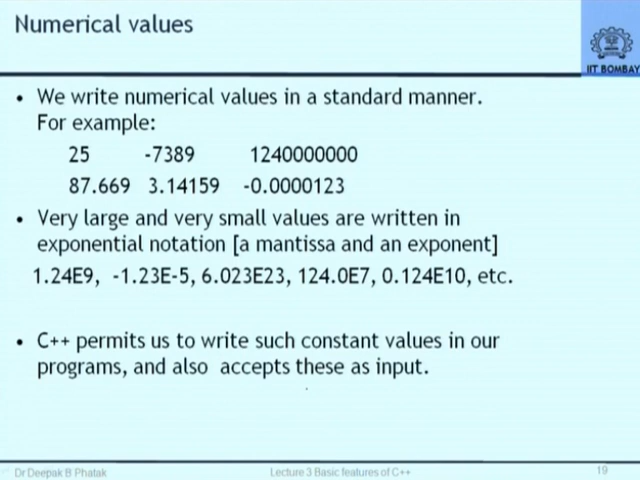 Numerical values
IIT BOMBAY
• We write numerical values in a standard manner.
For example:
25 -7389 1240000000
87.669 3.14159 -0.0000123
• Very large and very small values are written in
exponential notation [a mantissa and an exponent]
1.24E9, -1.23E-5, 6.023E23, 124.0E7, 0.124E10, etc.
• C++ permits us to write such constant values in our
programs, and also accepts these as input.
Dr Deepak B Phatak Lecture 3 Basic features of C++ 19